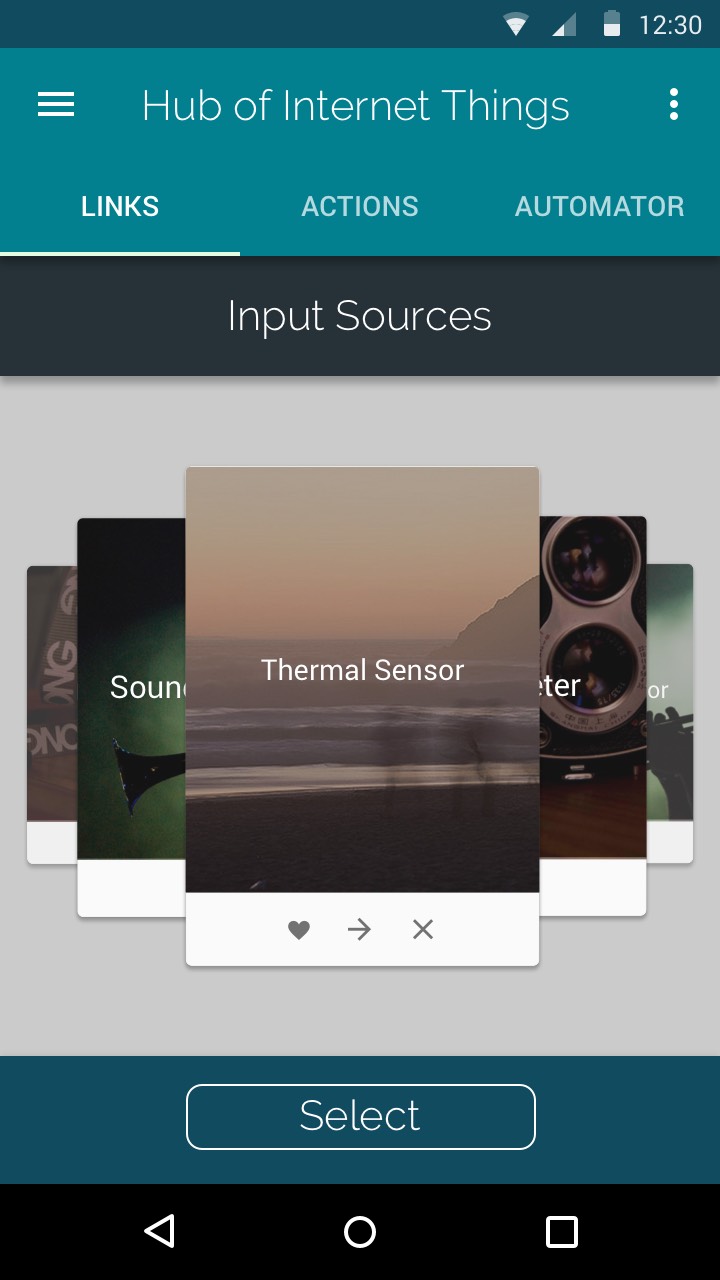 12:30
Hub of Internet Things
LINKS
ACTIONS
AUTOMATOR
Input Sources
Soun
Thermal Sensor
eter
or
Select